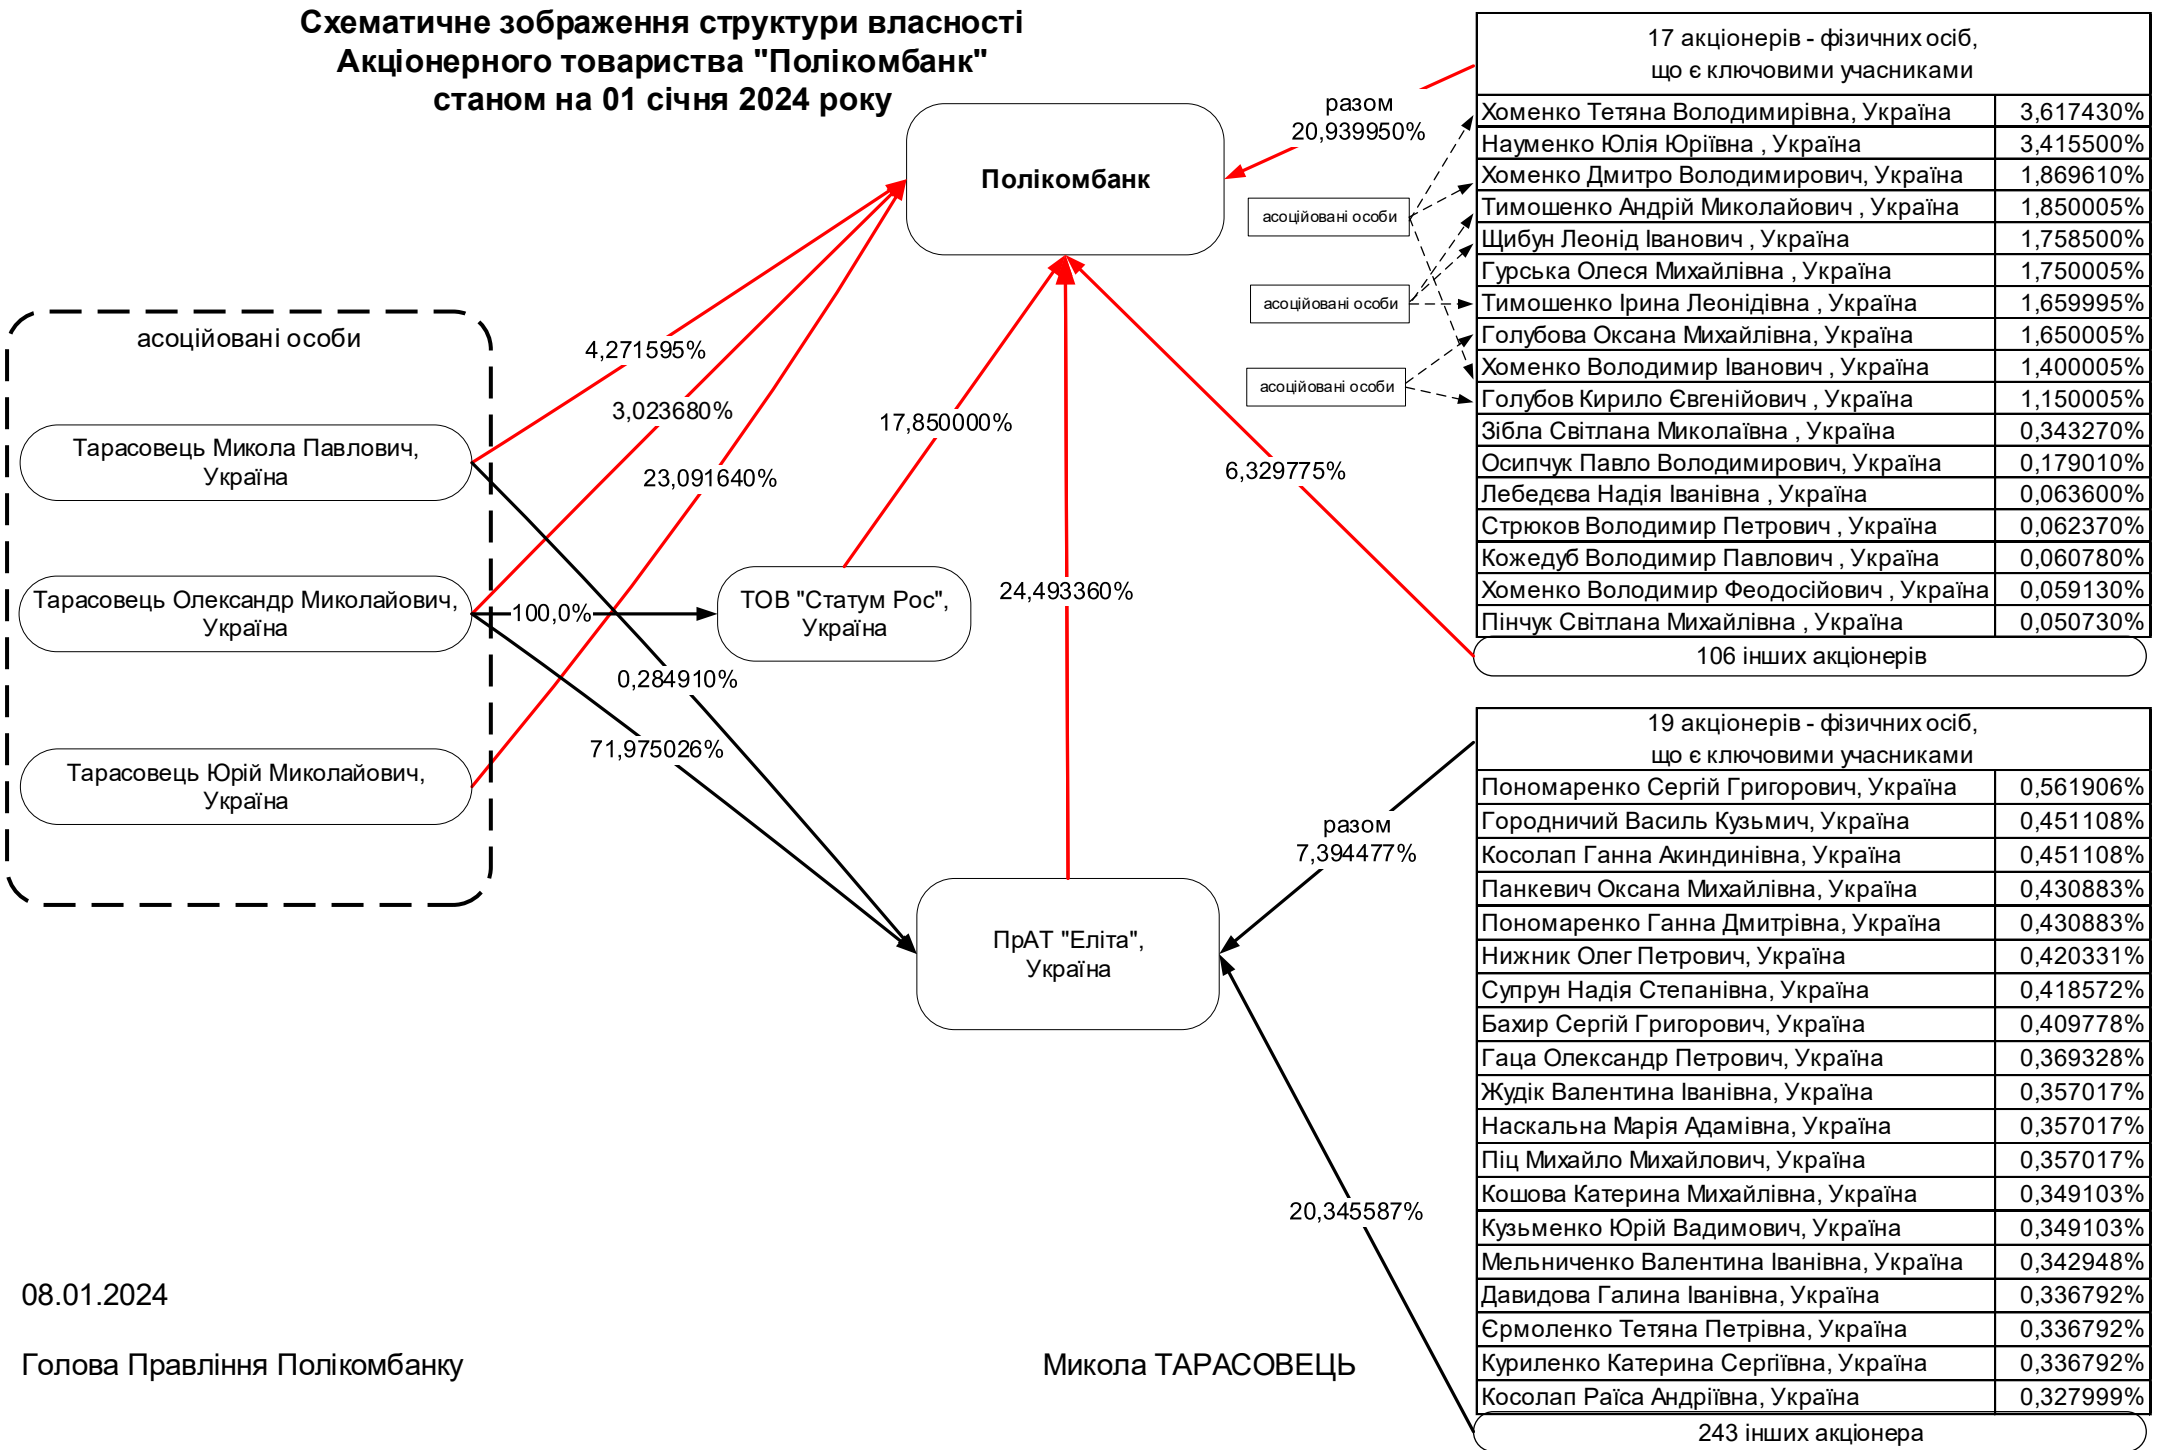 Схематичне зображення структури власності
Акціонерного товариства "Полікомбанк"
станом на 01 січня 2024 року
Полікомбанк
разом
20,939950%
асоційовані особи
асоційовані особи
асоційовані особи
17 акціонерів - фізичних осіб,
що є ключовими учасниками
Хоменко Тетяна Володимирівна, Україна 3,617430%
Науменко Юлія Юріївна , Україна 3,415500%
Хоменко Дмитро Володимирович, Україна 1,869610%
Тимошенко Андрій Миколайович , Україна 1,850005%
Щибун Леонід Іванович , Україна 1,758500%
Гурська Олеся Михайлівна , Україна 1,750005%
Тимошенко Ірина Леонідівна , Україна 1,659995%
Голубова Оксана Михайлівна, Україна 1,650005%
Хоменко Володимир Іванович , Україна 1,400005%
Голубов Кирило Євгенійович , Україна 1,150005%
Зібла Світлана Миколаївна , Україна 0,343270%
Осипчук Павло Володимирович, Україна 0,179010%
Лебедєва Надія Іванівна , Україна 0,063600%
Стрюков Володимир Петрович , Україна 0,062370%
Кожедуб Володимир Павлович , Україна 0,060780%
Хоменко Володимир Феодосійович , Україна 0,059130%
Пінчук Світлана Михайлівна , Україна 0,050730%
106 інших акціонерів
асоційовані особи
Тарасовець Микола Павлович,
Україна
Тарасовець Олександр Миколайович,
Україна
Тарасовець Юрій Миколайович,
Україна
4,271595%
3,023680%
23,091640%
17,850000%
6,329775%
24,493360%
100,0%
ТОВ "Статум Рос",
Україна
0,284910%
71,975026%
ПрАТ "Еліта",
Україна
разом
7,394477%
20,345587%
19 акціонерів - фізичних осіб,
що є ключовими учасниками
Пономаренко Сергій Григорович, Україна 0,561906%
Городничий Василь Кузьмич, Україна 0,451108%
Косолап Ганна Акиндинівна, Україна 0,451108%
Панкевич Оксана Михайлівна, Україна 0,430883%
Пономаренко Ганна Дмитрівна, Україна 0,430883%
Нижник Олег Петрович, Україна 0,420331%
Супрун Надія Степанівна, Україна 0,418572%
Бахир Сергій Григорович, Україна 0,409778%
Гаца Олександр Петрович, Україна 0,369328%
Жудік Валентина Іванівна, Україна 0,357017%
Наскальна Марія Адамівна, Україна 0,357017%
Піц Михайло Михайлович, Україна 0,357017%
Кошова Катерина Михайлівна, Україна 0,349103%
Кузьменко Юрій Вадимович, Україна 0,349103%
Мельниченко Валентина Іванівна, Україна 0,342948%
Давидова Галина Іванівна, Україна 0,336792%
Єрмоленко Тетяна Петрівна, Україна 0,336792%
Куриленко Катерина Сергіївна, Україна 0,336792%
Косолап Раїса Андріївна, Україна 0,327999%
243 інших акціонера
08.01.2024
Голова Правління Полікомбанку Микола ТАРАСОВЕЦЬ